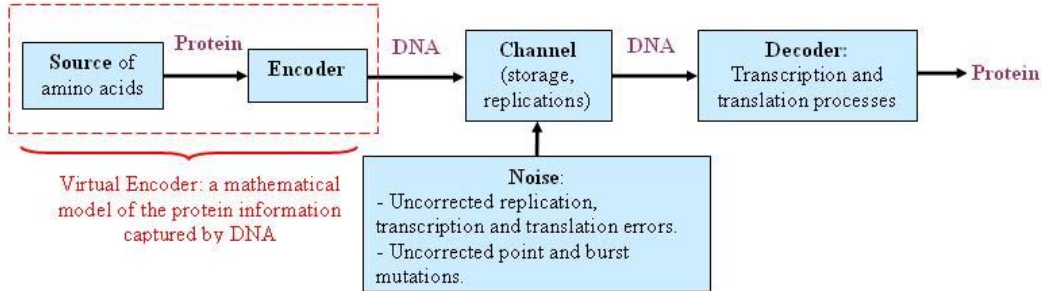 Source of
amino acids
Protein
Encoder
DNA
Channel
(storage,
replications)
DNA
Decoder:
Transcription and
translation processes
Protein
Virtual Encoder: a mathematical
model of the protein information
captured by DNA
Noise:
- Uncorrected replication,
transcription and translation errors.
- Uncorrected point and burst
mutations.